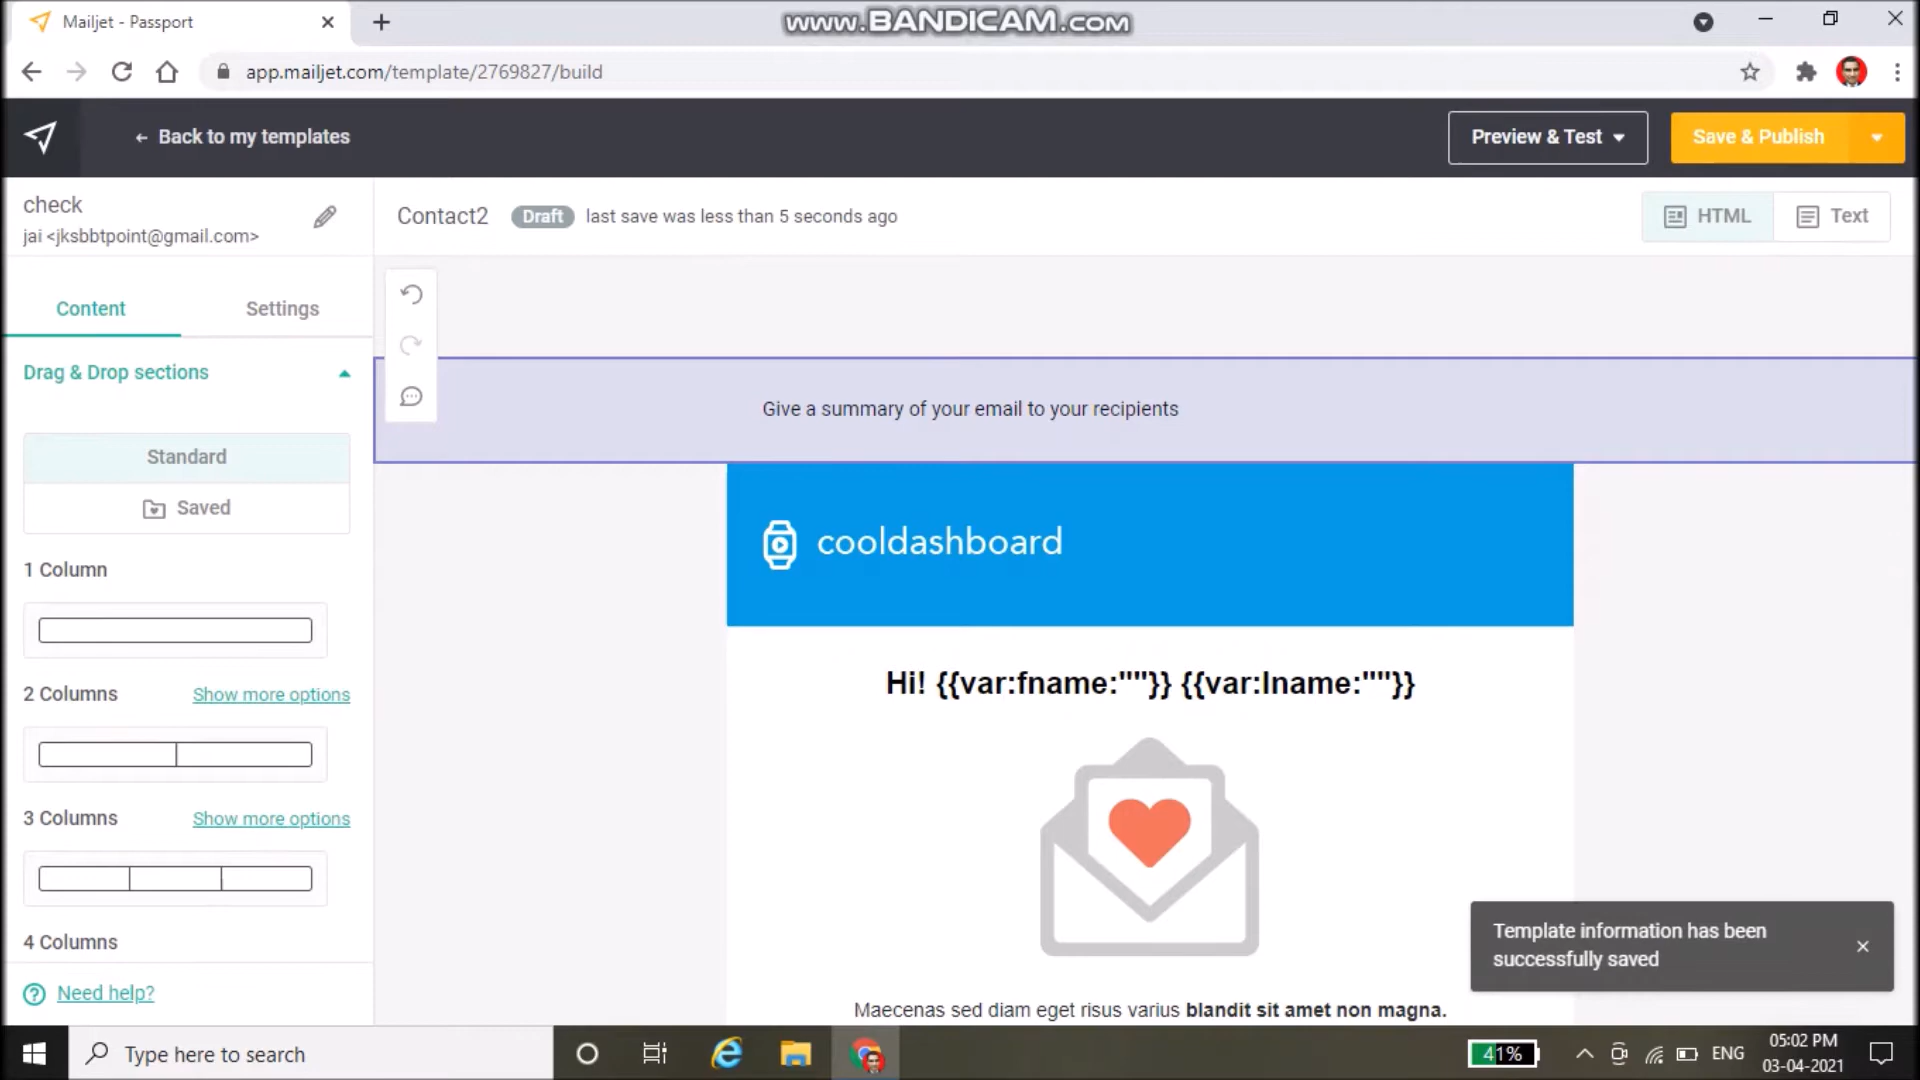 Mailjet - Passport
www.BANDICAM.com
app.mailjet.com/template/2769827/build
Back to my templates
Preview & Test
Save & Publish
check
jai <jksbbtpoint@gmail.com>
Contact2
Draft
last save was less than 5 seconds ago
HTML
Text
Content
Settings
Drag & Drop sections
Give a summary of your email to your recipients
Standard
Saved
cooldashboard
1 Column
Hi! {{var:fname:""}} {{var:lname:""}}
2 Columns
Show more options
3 Columns
Show more options
4 Columns
Template information has been
successfully saved
Need help?
Maecenas sed diam eget risus varius blandit sit amet non magna.
Type here to search
41%
ENG
05:02 PM
03-04-2021